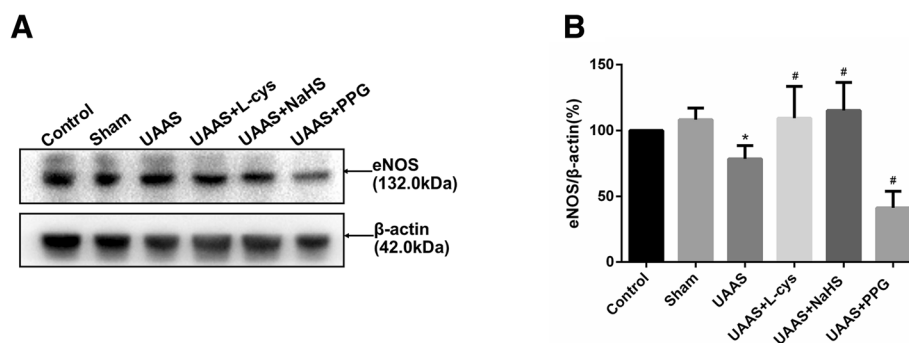 A
Control
Sham
UAAS
UAAS+L-cys
UAAS+NaHS
UAAS+PPG
eNOS
(132.0kDa)
β-actin
(42.0kDa)
B
eNOS/β-actin(%)
150
100
50
0
*
#
#
#
Control
Sham
UAAS
UAAS+L-cys
UAAS+NaHS
UAAS+PPG